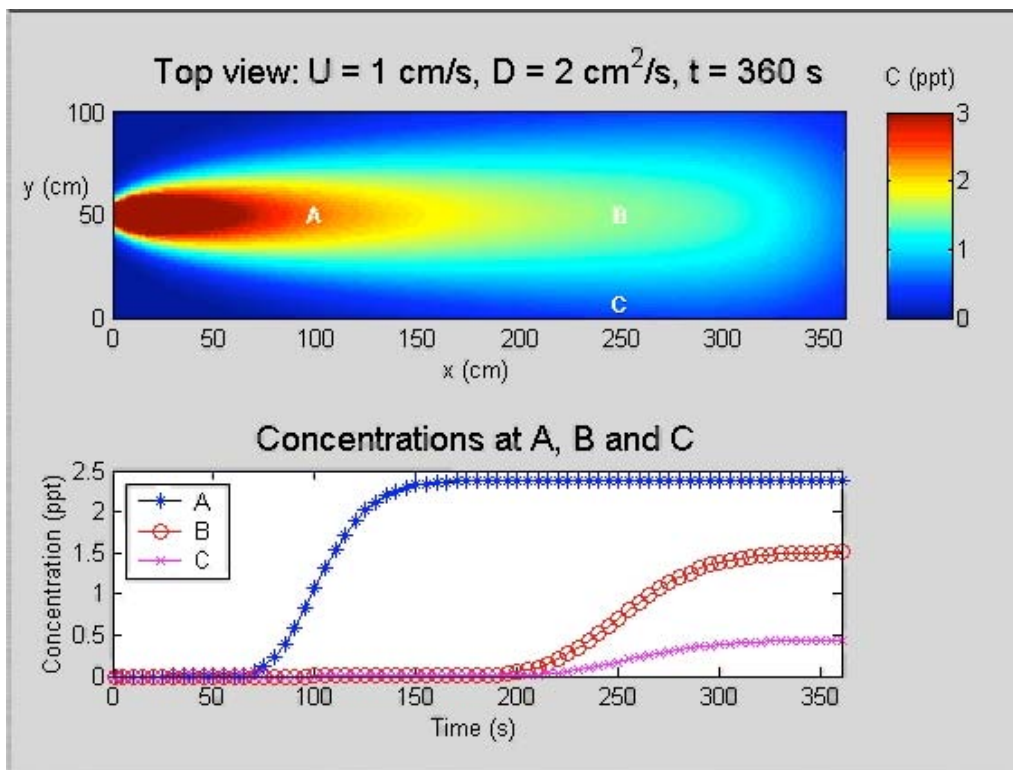 Top view: U = 1 cm/s, D = 2 cm²/s, t = 360 s
C (ppt)
100
50
0
y (cm)
A
B
C
0 50 100 150 200 250 300 350
x (cm)
3
2
1
0
Concentrations at A, B and C
2.5
2
1.5
1
0.5
0
Concentration (ppt)
A
B
C
0 50 100 150 200 250 300 350
Time (s)